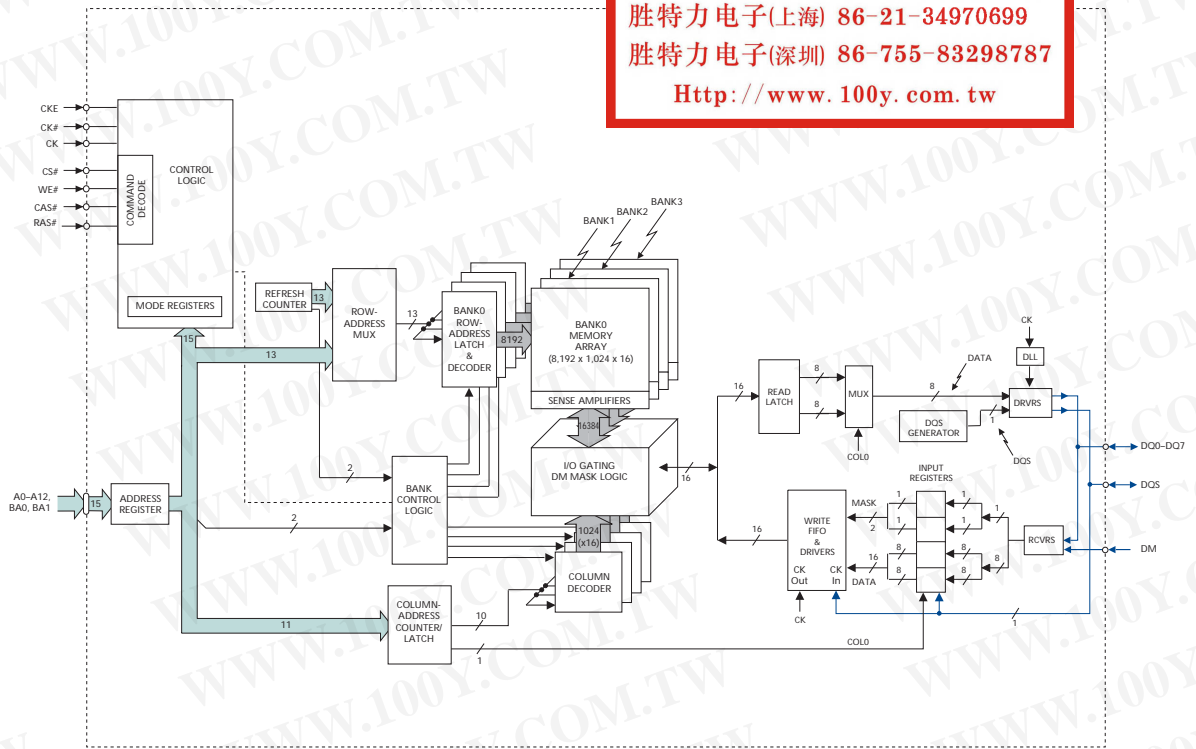 胜特力电子(上海) 86-21-34970699
胜特力电子(深圳) 86-755-83298787
Http://www.100y.com.tw
WWW.100Y.COM.TW
CKE
CK#
CK
CS#
WE#
CAS#
RAS#
COMMAND
DECODE
CONTROL
LOGIC
MODE REGISTERS
15
REFRESH
COUNTER
13
13
ROW-
ADDRESS
MUX
13
BANK0
ROW-
ADDRESS
LATCH
&
DECODER
8192
BANK1
BANK2
BANK3
BANK0
MEMORY
ARRAY
(8,192 x 1,024 x 16)
SENSE AMPLIFIERS
16384
I/O GATING
DM MASK LOGIC
16
2
2
BANK
CONTROL
LOGIC
A0–A12,
BA0, BA1
15
ADDRESS
REGISTER
11
COLUMN-
ADDRESS
COUNTER/
LATCH
10
1
1024
(x16)
COLUMN
DECODER
COL0
16
READ
LATCH
8
8
MUX
COL0
8
DATA
DQS
GENERATOR
1
DQS
CK
DLL
DRVRS
DQ0–DQ7
DQS
DM
RCVRS
INPUT
REGISTERS
1
1
8
8
1
1
8
8
1
8
MASK
2
16
DATA
WRITE
FIFO
&
DRIVERS
CK
Out
CK
In
CK
16
1